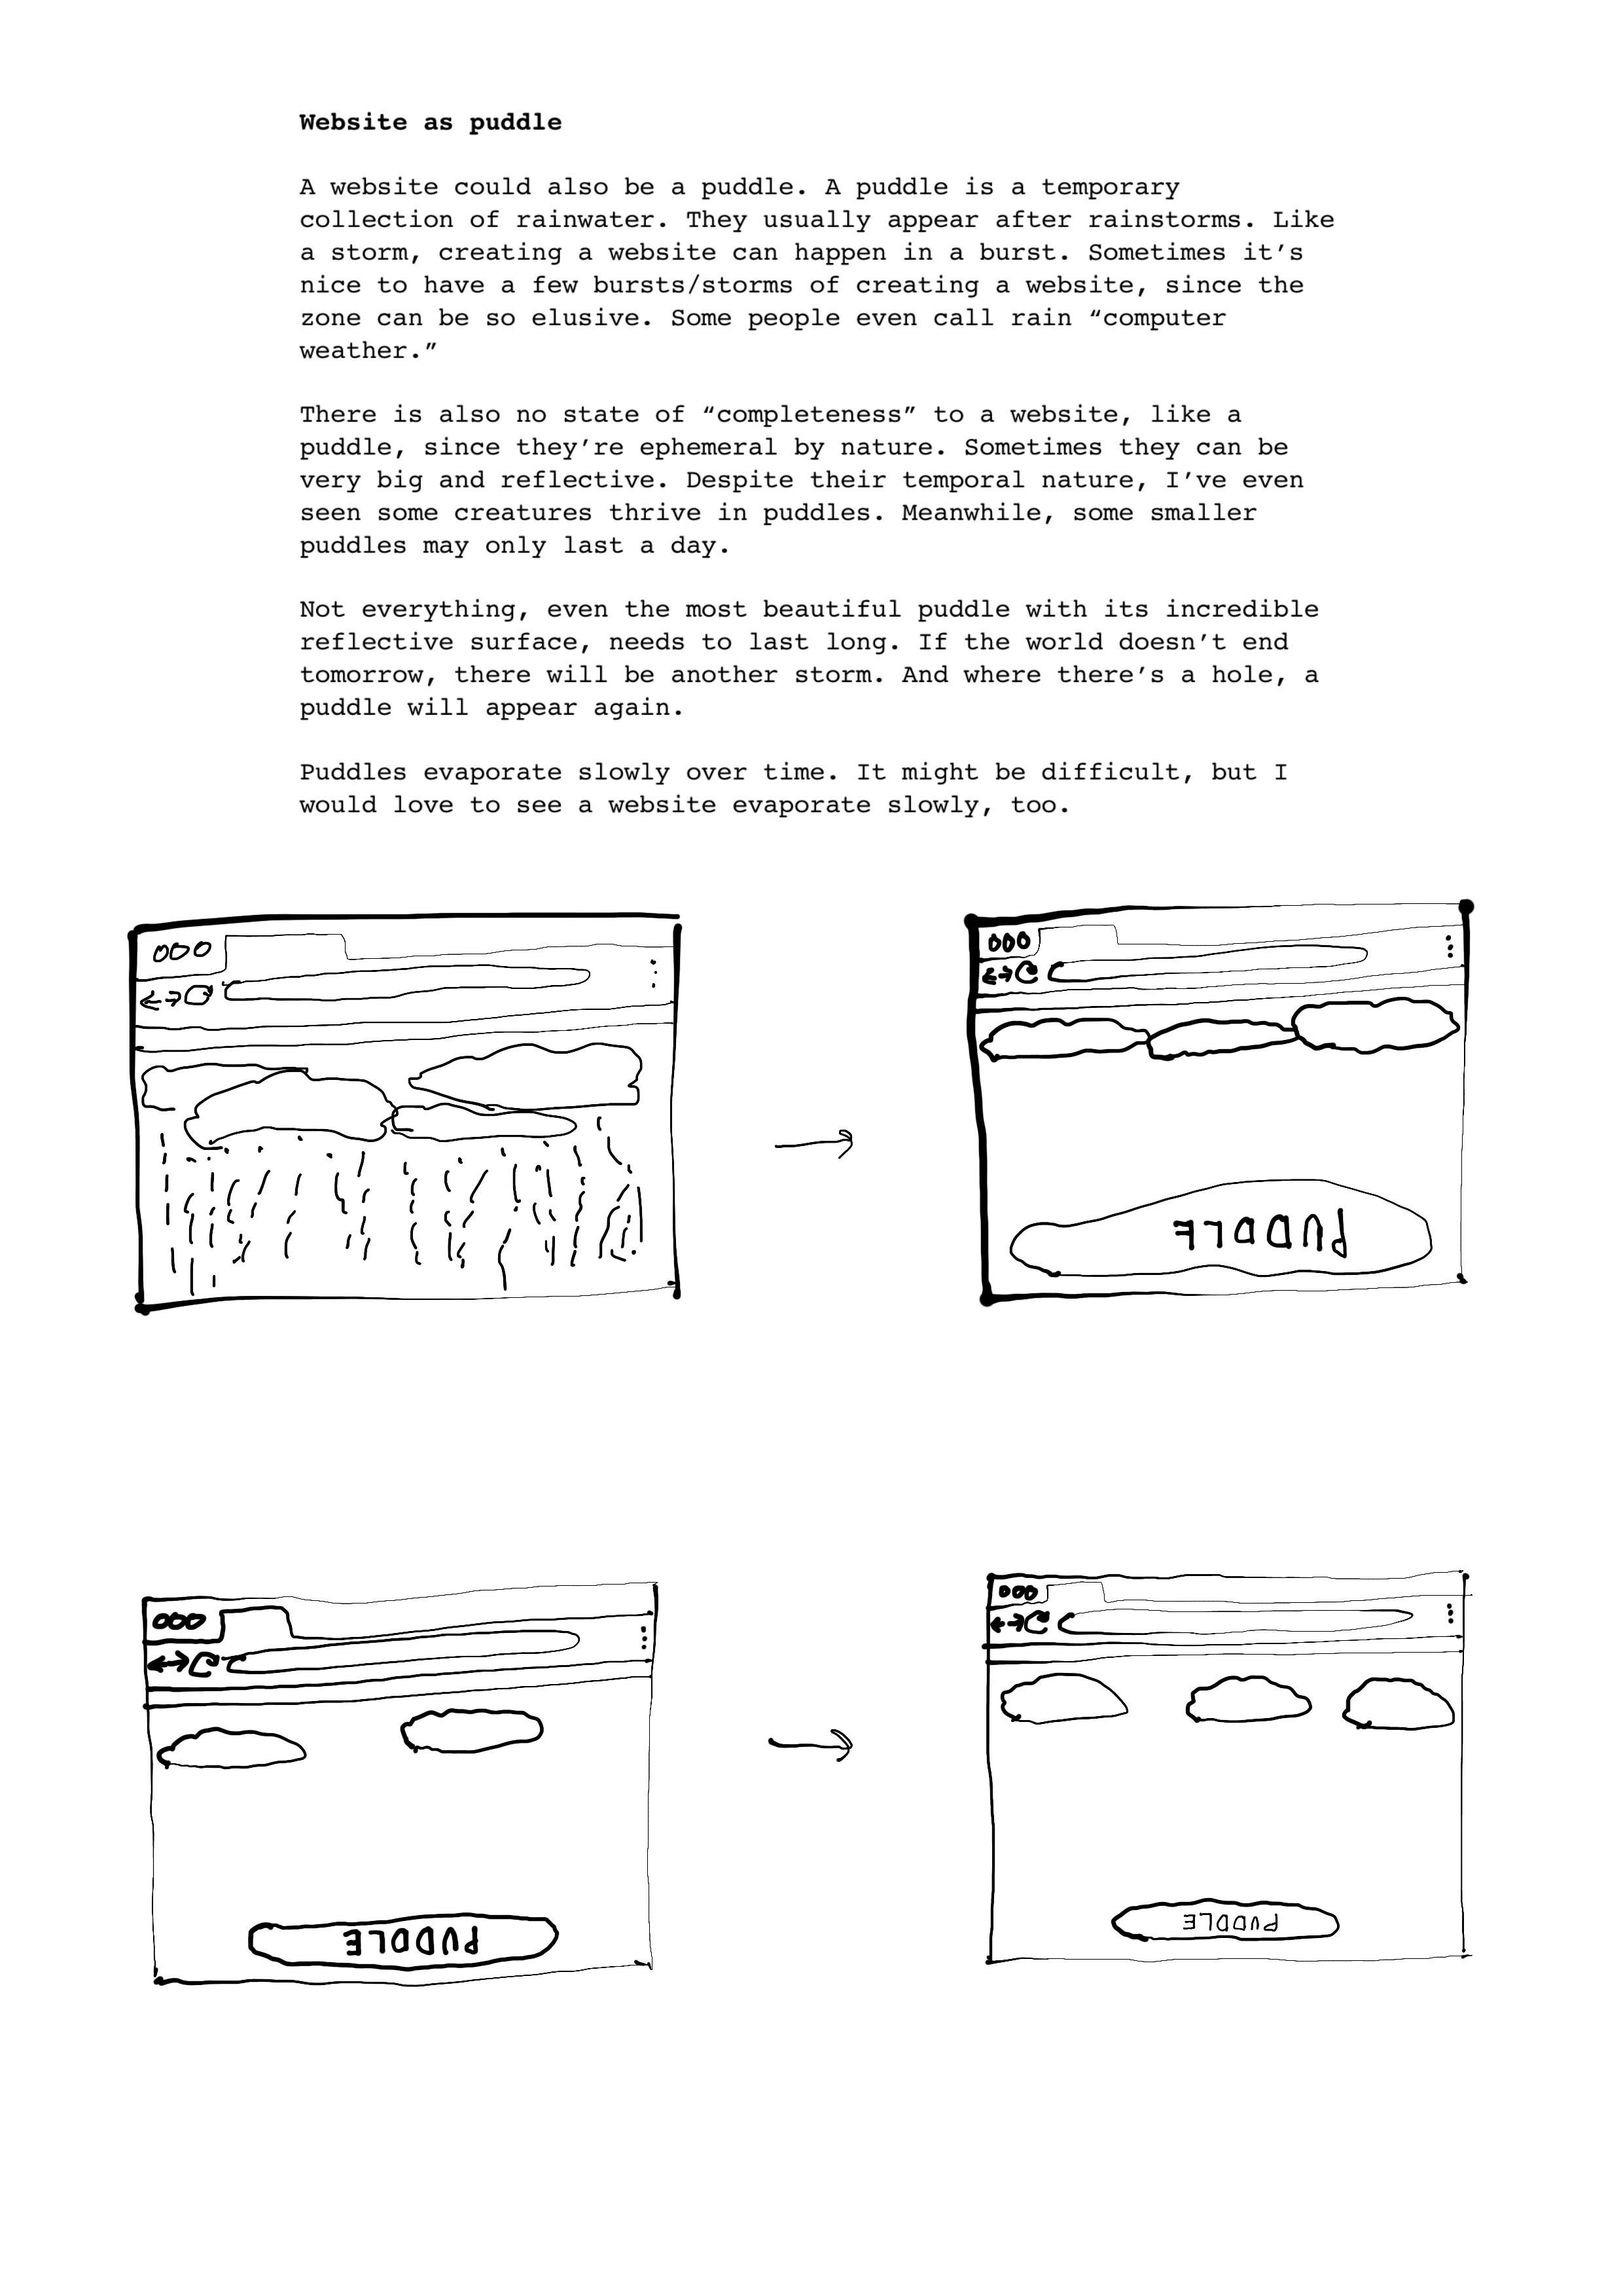 Website as puddle
A website could also be a puddle. A puddle is a temporary
collection of rainwater. They usually appear after rainstorms. Like
a storm, creating a website can happen in a burst. Sometimes it’s
nice to have a few bursts/storms of creating a website, since the
zone can be so elusive. Some people even call rain “computer
weather.”
There is also no state of “completeness” to a website, like a
puddle, since they’re ephemeral by nature. Sometimes they can be
very big and reflective. Despite their temporal nature, I’ve even
seen some creatures thrive in puddles. Meanwhile, some smaller
puddles may only last a day.
Not everything, even the most beautiful puddle with its incredible
reflective surface, needs to last long. If the world doesn’t end
tomorrow, there will be another storm. And where there’s a hole, a
puddle will appear again.
Puddles evaporate slowly over time. It might be difficult, but I
would love to see a website evaporate slowly, too.
PUDDLE
PUDDLE
PUDDLE